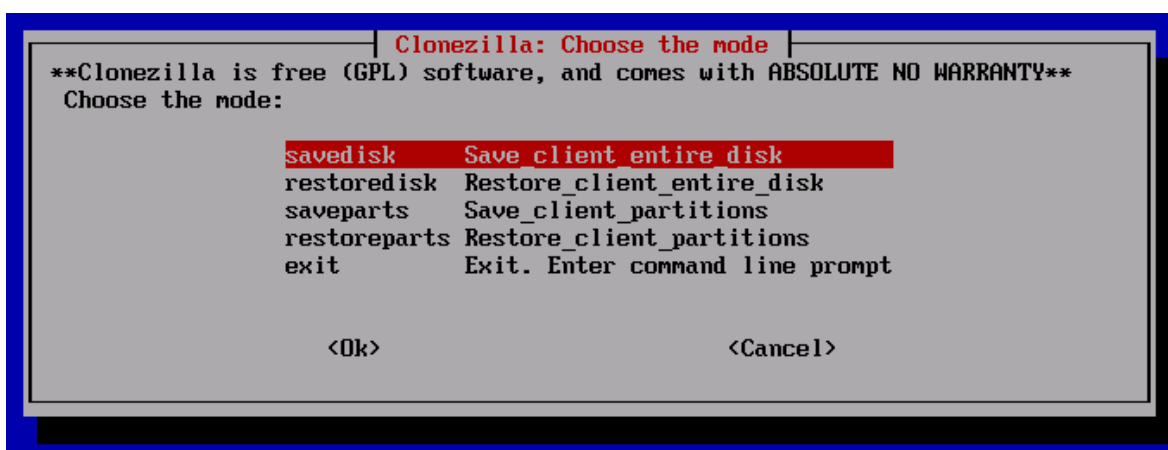 Clonezilla: Choose the mode
**Clonezilla is free (GPL) software, and comes with ABSOLUTE NO WARRANTY**
Choose the mode:
savedisk Save_client_entire_disk
restoredisk Restore_client_entire_disk
saveparts Save_client_partitions
restoreparts Restore_client_partitions
exit Exit. Enter command line prompt
<Ok> <Cancel>